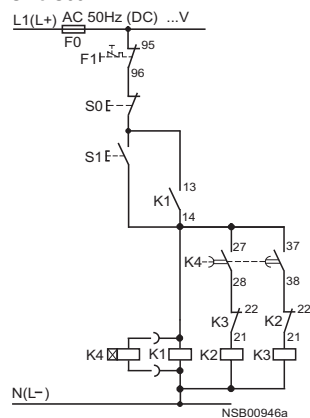 L1(L+) AC 50Hz (DC) ...V
F0
95
F1
96
S0
S1
13
K1
14
27 37
K4
28 38
K3 22 K2 22
21 21
K4 K1 K2 K3
N(L–)
NSB00946a